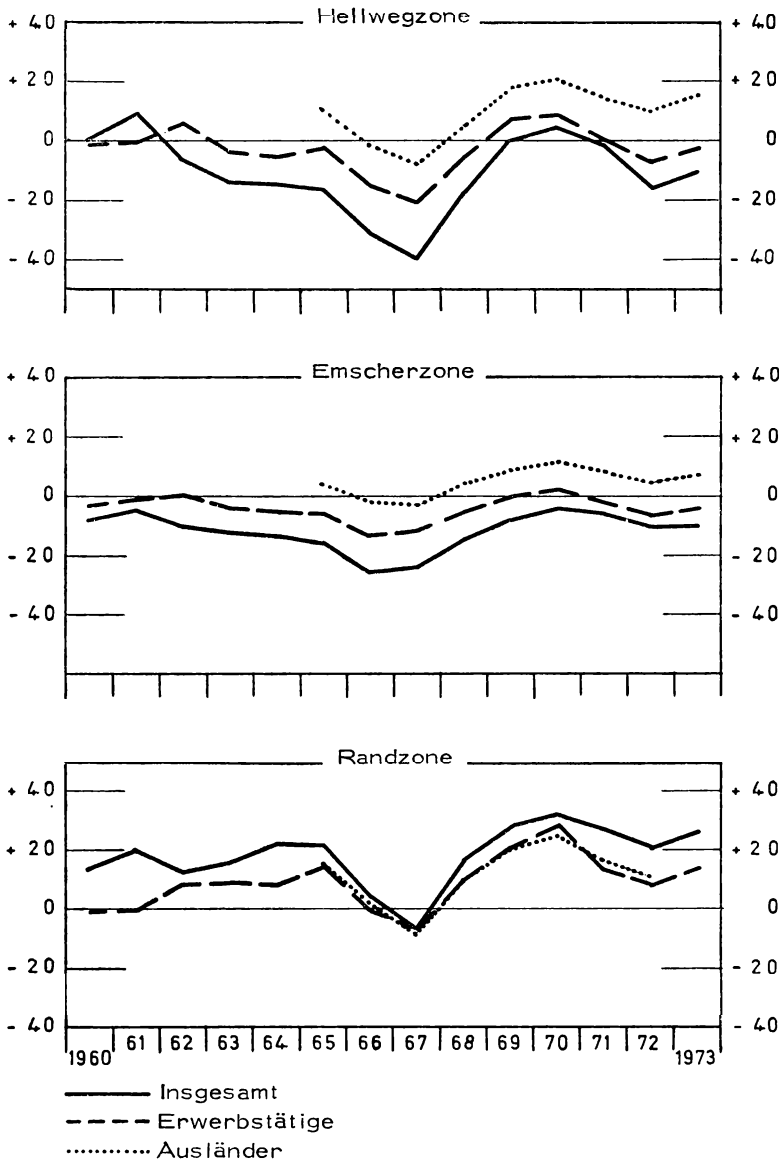 Hellwegzone
+ 40 + 40
+ 20 + 20
0 0
- 20 - 20
- 40 - 40
Emscherzone
+ 40 + 40
+ 20 + 20
0 0
- 20 - 20
- 40 - 40
Randzone
+ 40 + 40
+ 20 + 20
0 0
- 20 - 20
- 40 - 40
1960 61 62 63 64 65 66 67 68 69 70 71 72 1973
Insgesamt
Erwerbstätige
Ausländer